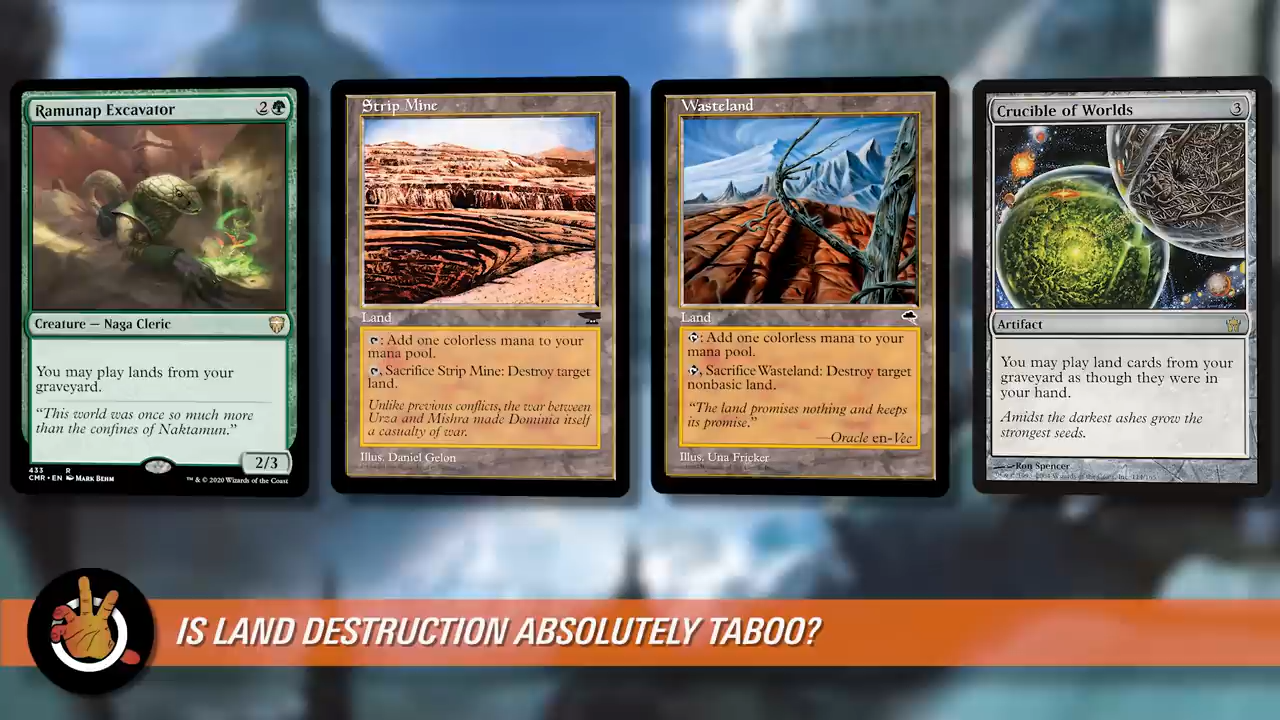 Ramunap Excavator 2
Creature — Naga Cleric
You may play lands from your
graveyard.
“This world was once so much more
than the confines of Naktamun.”
2/3
433 R
CMR • EN MARK BEHM
™ & © 2020 Wizards of the Coast
Strip Mine
Land
: Add one colorless mana to your
mana pool.
, Sacrifice Strip Mine: Destroy target
land.
Unlike previous conflicts, the war between
Urza and Mishra made Dominia itself
a casualty of war.
Illus. Daniel Gelon
Wasteland
Land
: Add one colorless mana to your
mana pool.
, Sacrifice Wasteland: Destroy target
nonbasic land.
“The land promises nothing and keeps
its promise.”
—Oracle en-Vec
Illus. Una Fricker
Crucible of Worlds 3
Artifact
You may play land cards from your
graveyard as though they were in
your hand.
Amidst the darkest ashes grow the
strongest seeds.
Ron Spencer
IS LAND DESTRUCTION ABSOLUTELY TABOO?